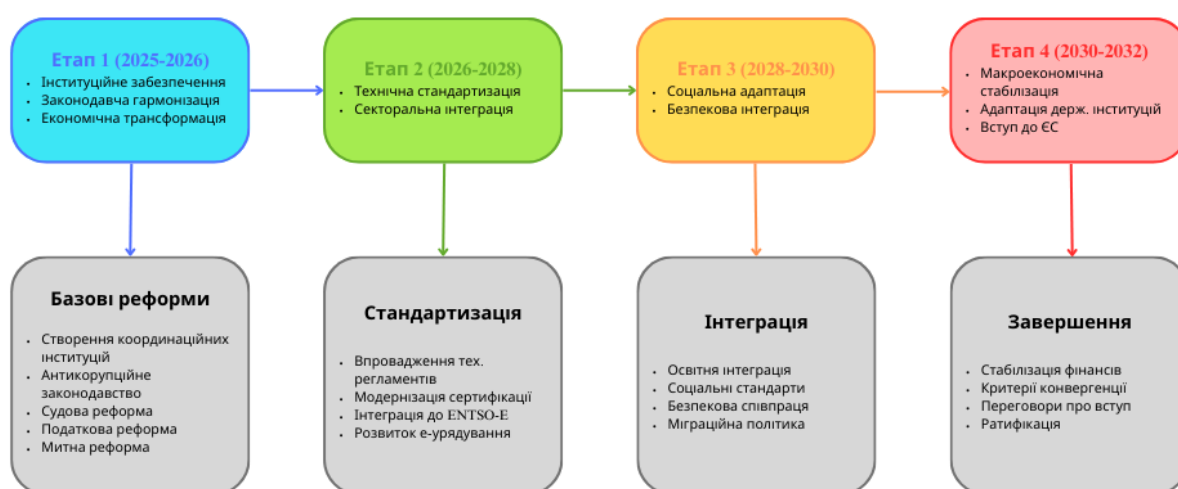 Етап 1 (2025-2026)
• Інституційне забезпечення
• Законодавча гармонізація
• Економічна трансформація
Етап 2 (2026-2028)
• Технічна стандартизація
• Секторальна інтеграція
Етап 3 (2028-2030)
• Соціальна адаптація
• Безпекова інтеграція
Етап 4 (2030-2032)
• Макроекономічна
стабілізація
• Адаптація держ. інституцій
• Вступ до ЄС
Базові реформи
• Створення координаційних
інституцій
• Антикорупційне
законодавство
• Судова реформа
• Податкова реформа
• Митна реформа
Стандартизація
• Впровадження тех.
регламентів
• Модернізація сертифікації
• Інтеграція до ENTSO-E
• Розвиток е-урядування
Інтеграція
• Освітня інтеграція
• Соціальні стандарти
• Безпекова співпраця
• Міграційна політика
Завершення
• Стабілізація фінансів
• Критерії конвергенції
• Переговори про вступ
• Ратифікація